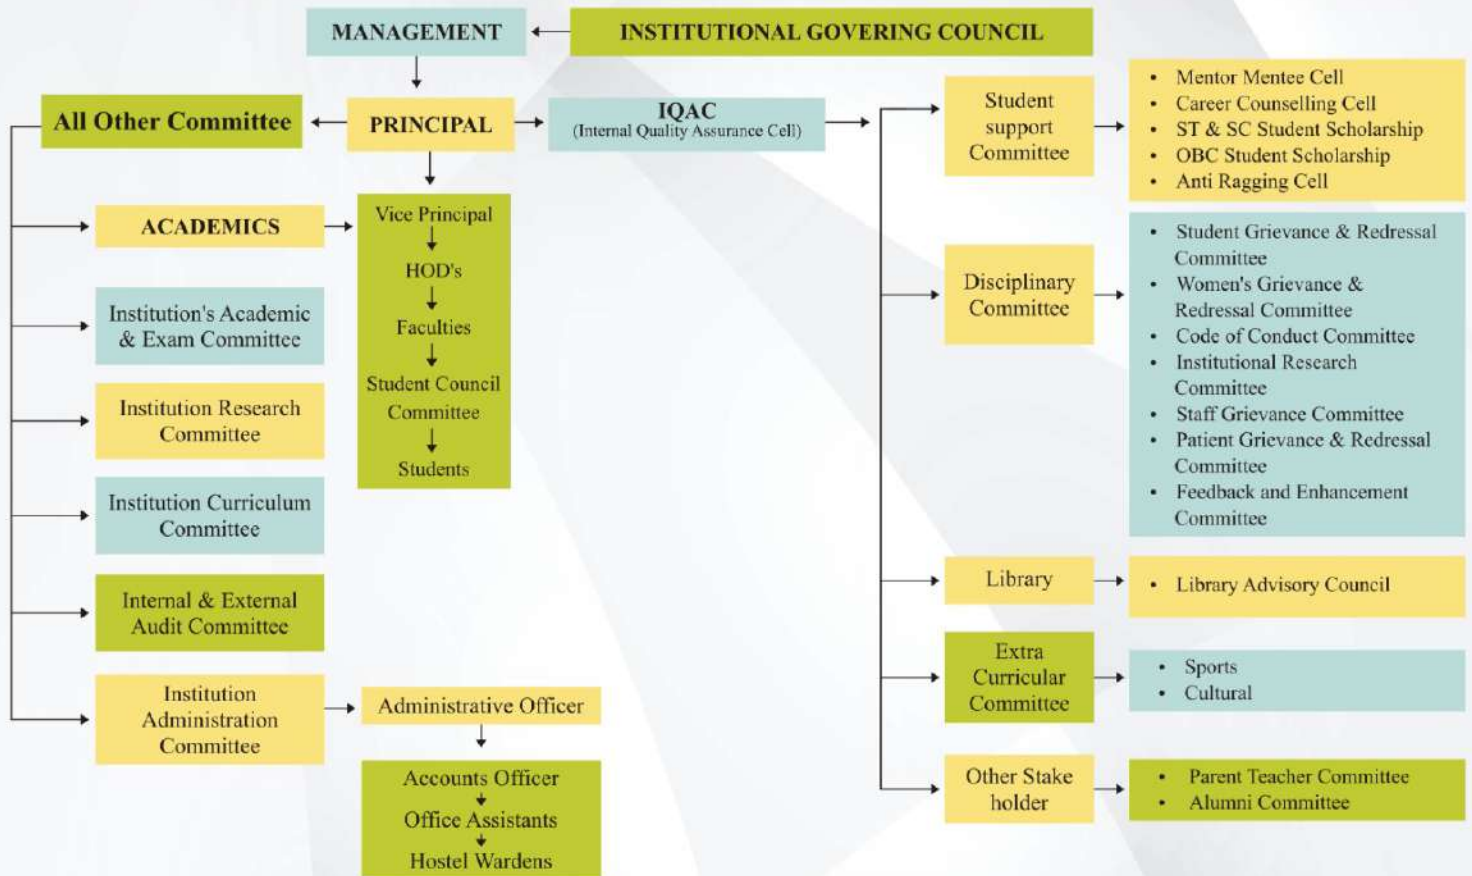 MANAGEMENT
INSTITUTIONAL GOVERING COUNCIL
All Other Committee
PRINCIPAL
IQAC
(Internal Quality Assurance Cell)
ACADEMICS
Institution's Academic
& Exam Committee
Institution Research
Committee
Institution Curriculum
Committee
Internal & External
Audit Committee
Institution
Administration
Committee
Vice Principal
HOD's
Faculties
Student Council
Committee
Students
Administrative Officer
Accounts Officer
Office Assistants
Hostel Wardens
Student
support
Committee
• Mentor Mentee Cell
• Career Counselling Cell
• ST & SC Student Scholarship
• OBC Student Scholarship
• Anti Ragging Cell
Disciplinary
Committee
• Student Grievance & Redressal
Committee
• Women's Grievance &
Redressal Committee
• Code of Conduct Committee
• Institutional Research
Committee
• Staff Grievance Committee
• Patient Grievance & Redressal
Committee
• Feedback and Enhancement
Committee
Library
• Library Advisory Council
Extra
Curricular
Committee
• Sports
• Cultural
Other Stake
holder
• Parent Teacher Committee
• Alumni Committee